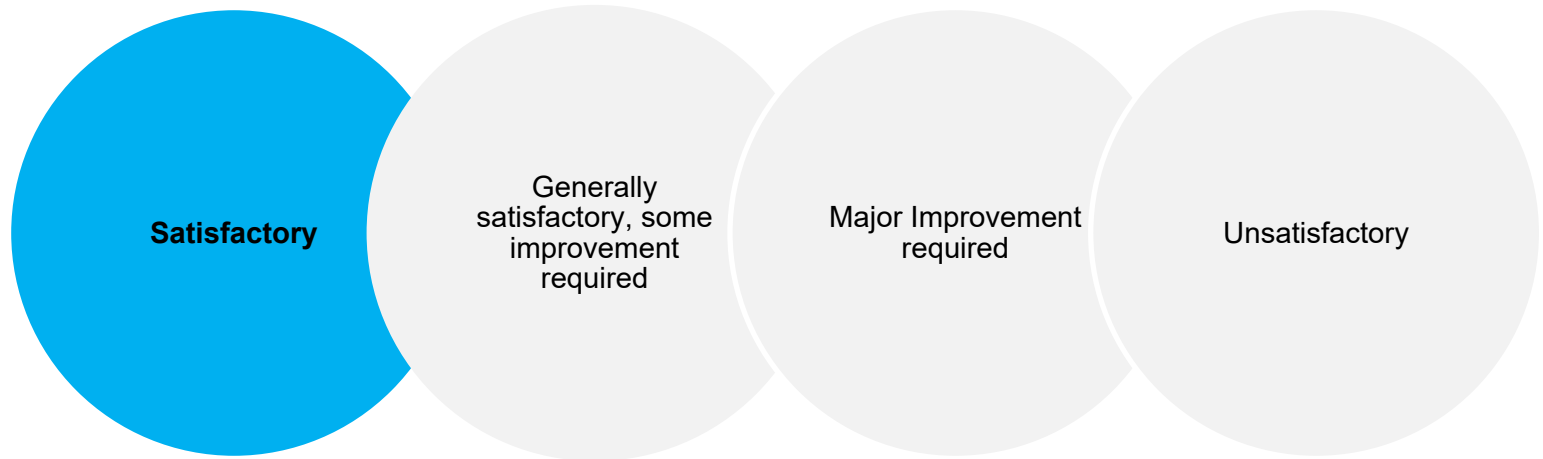 Satisfactory
Generally
satisfactory, some
improvement
required
Major Improvement
required
Unsatisfactory